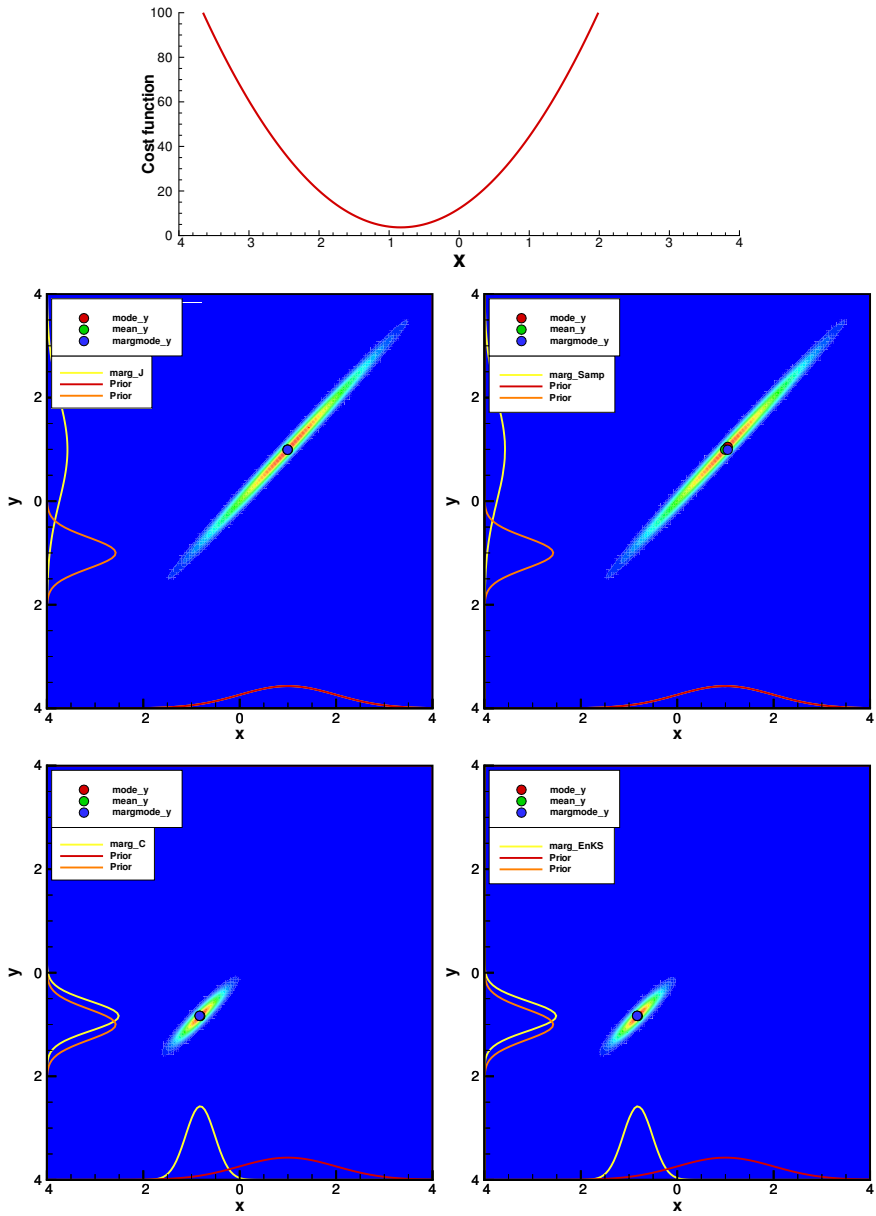 100
80
60
40
20
0
Cost function
4 3 2 1 0 1 2 3 4
x
4
2
0
2
4
y
mode_y
mean_y
margmode_y
marg_J
Prior
Prior
4 2 0 2 4
x
4
2
0
2
4
y
mode_y
mean_y
margmode_y
marg_Samp
Prior
Prior
4 2 0 2 4
x
4
2
0
2
4
y
mode_y
mean_y
margmode_y
marg_C
Prior
Prior
4 2 0 2 4
x
4
2
0
2
4
y
mode_y
mean_y
margmode_y
marg_EnKS
Prior
Prior
4 2 0 2 4
x